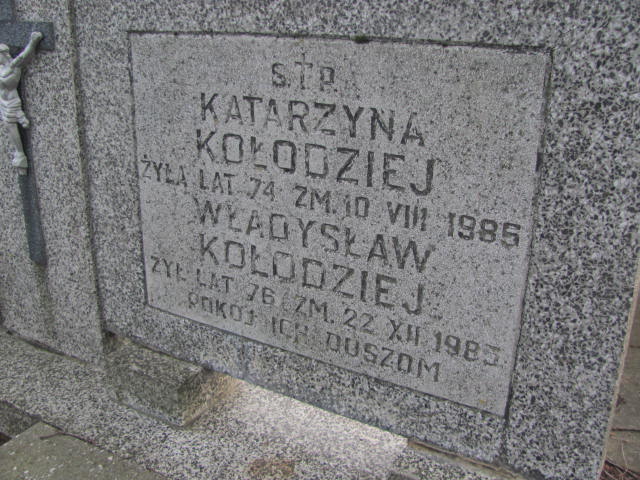 Ś.T.P.
KATARZYNA
KOŁODZIEJ
ŻYŁA LAT 74 ZM. 10 VIII 1985
WŁADYSŁAW
KOŁODZIEJ
ŻYŁ LAT 76 ZM. 22 XII 1983
POKÓJ ICH DUSZOM